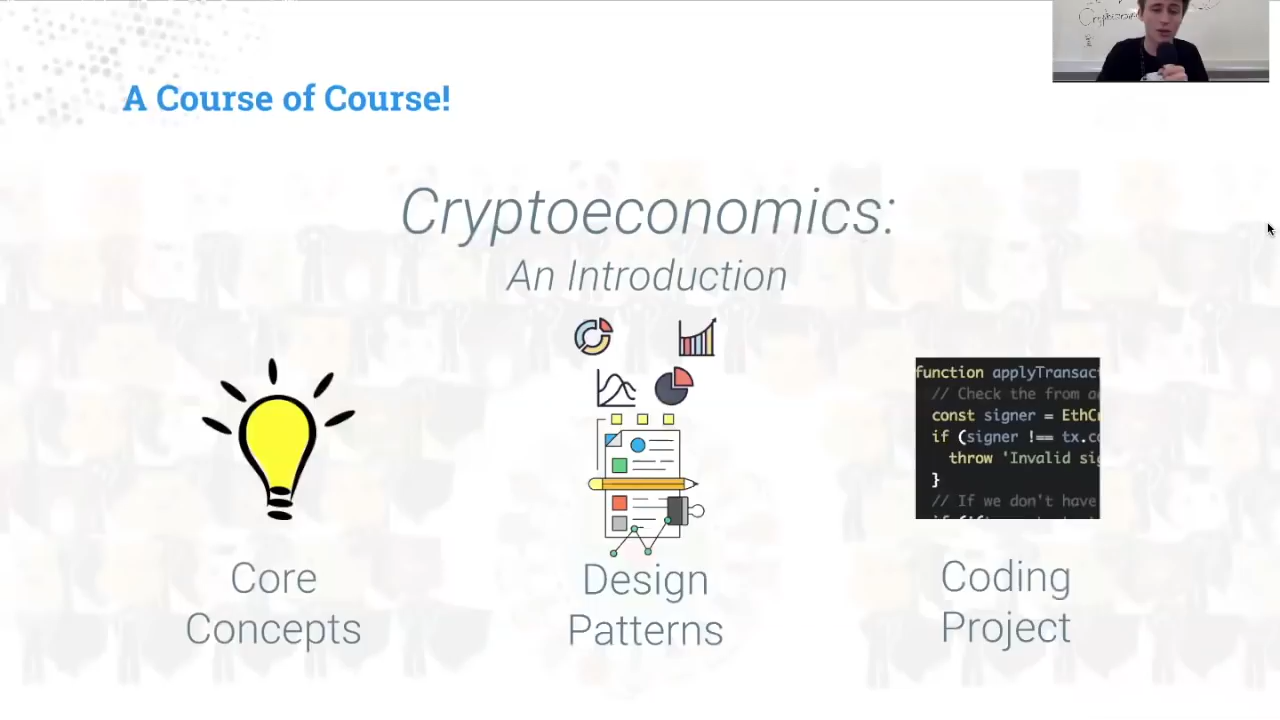 A Course of Course!
Cryptoeconomics:
An Introduction
function applyTransac
// Check the from a
const signer = EthC
if (signer !== tx.c
throw 'Invalid sig
}
// If we don't have
Core
Concepts
Design
Patterns
Coding
Project